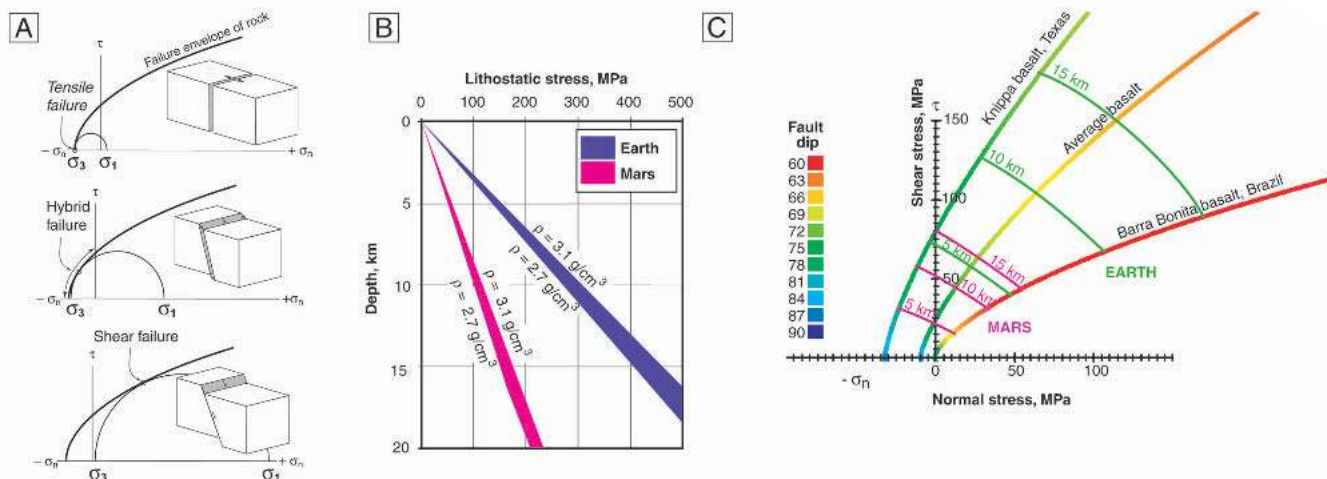 A
τ
Failure envelope of rock
Tensile
failure
- σn
σ3
σ1
+ σn
τ
Hybrid
failure
- σn
σ3
σ1
+σn
Shear failure
τ
- σn
σ3
σ1
+ σn
B
Lithostatic stress, MPa
0 100 200 300 400 500
Depth, km
0
5
10
15
20
Earth
Mars
ρ = 3.1 g/cm3
ρ = 2.7 g/cm3
ρ = 3.1 g/cm3
ρ = 2.7 g/cm3
C
Fault
dip
60
63
66
69
72
75
78
81
84
87
90
Knippa basalt, Texas
Average basalt
Barra Bonita basalt, Brazil
15 km
10 km
5 km
EARTH
15 km
10 km
5 km
MARS
Shear stress, MPa
τ
150
100
50
- σn
0
50
100
Normal stress, MPa